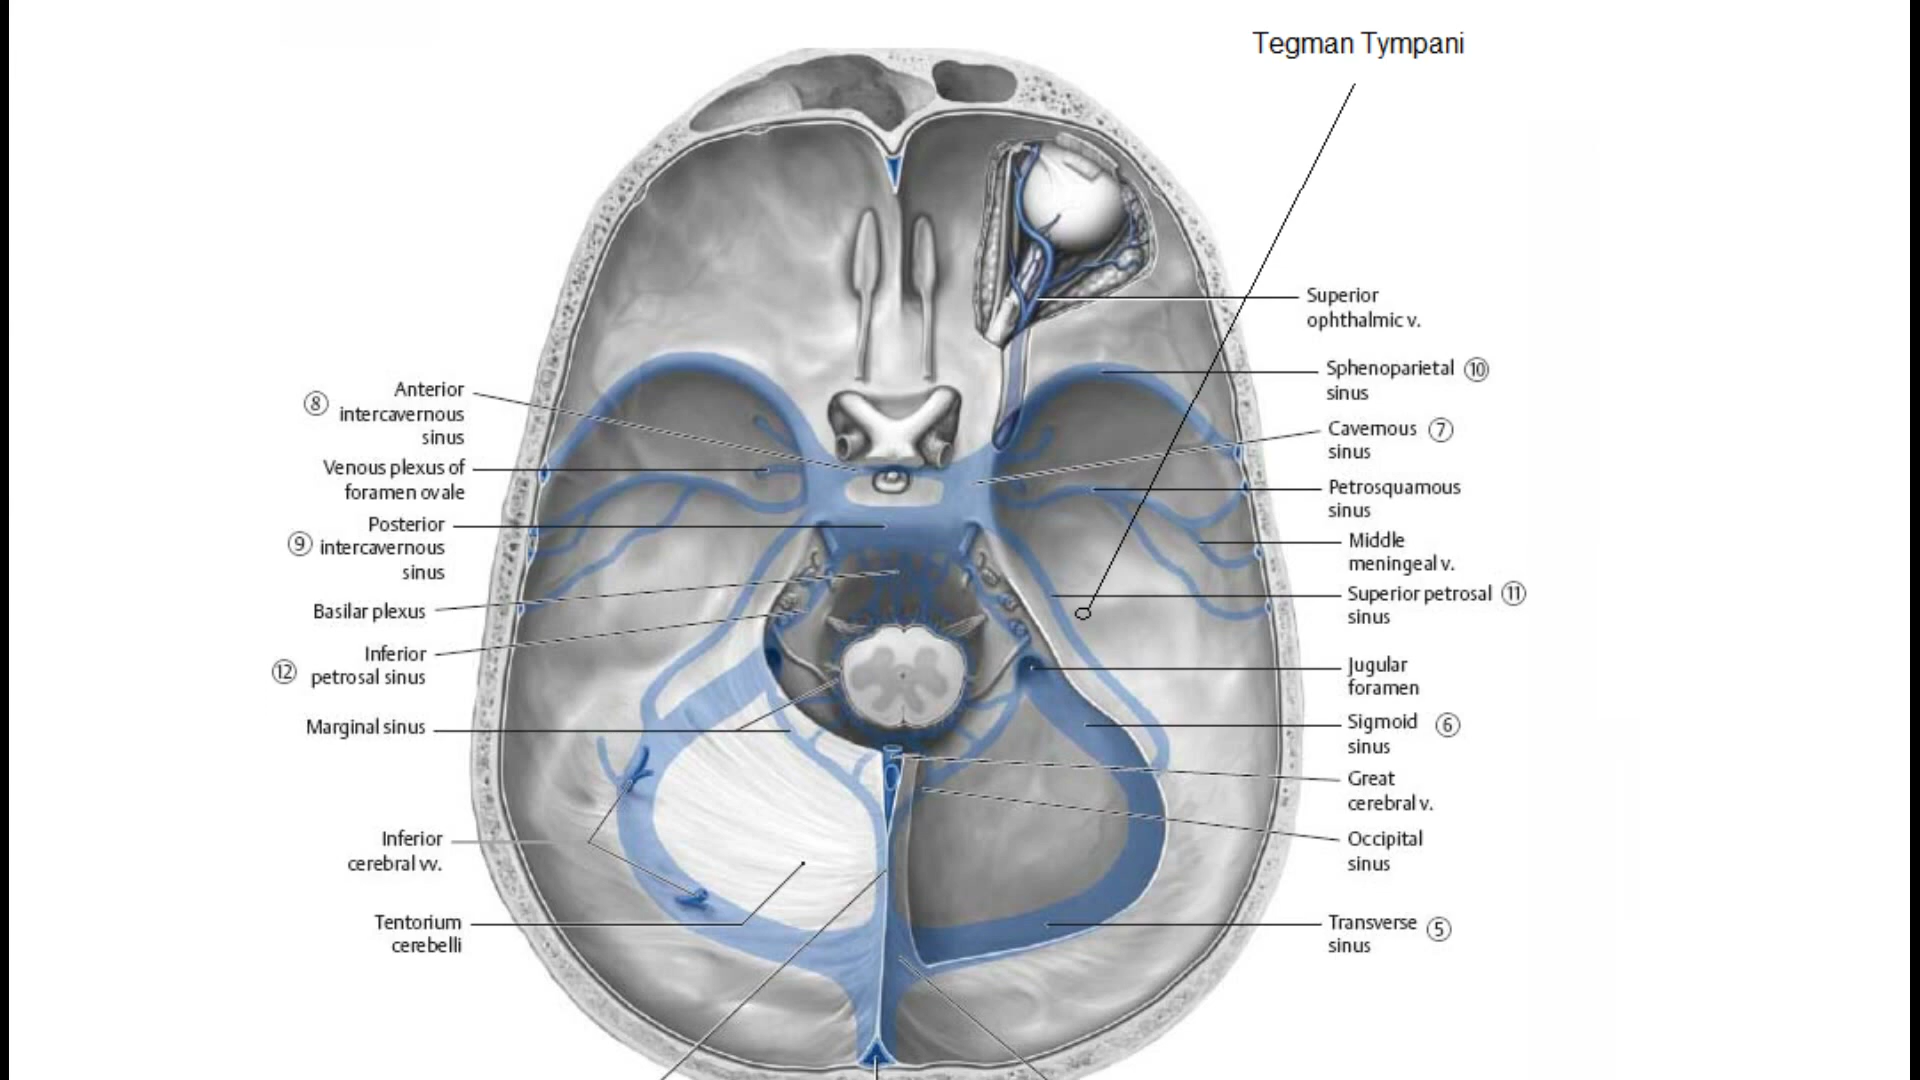 Tegman Tympani
Superior
ophthalmic v.
Sphenoparietal ⑩
sinus
Cavernous ⑦
sinus
Petrosquamous
sinus
Middle
meningeal v.
Superior petrosal ⑪
sinus
Jugular
foramen
Sigmoid ⑥
sinus
Great
cerebral v.
Occipital
sinus
Transverse ⑤
sinus
Anterior
⑧ intercavernous
sinus
Venous plexus of
foramen ovale
Posterior
⑨ intercavernous
sinus
Basilar plexus
Inferior
⑫ petrosal sinus
Marginal sinus
Inferior
cerebral vv.
Tentorium
cerebelli